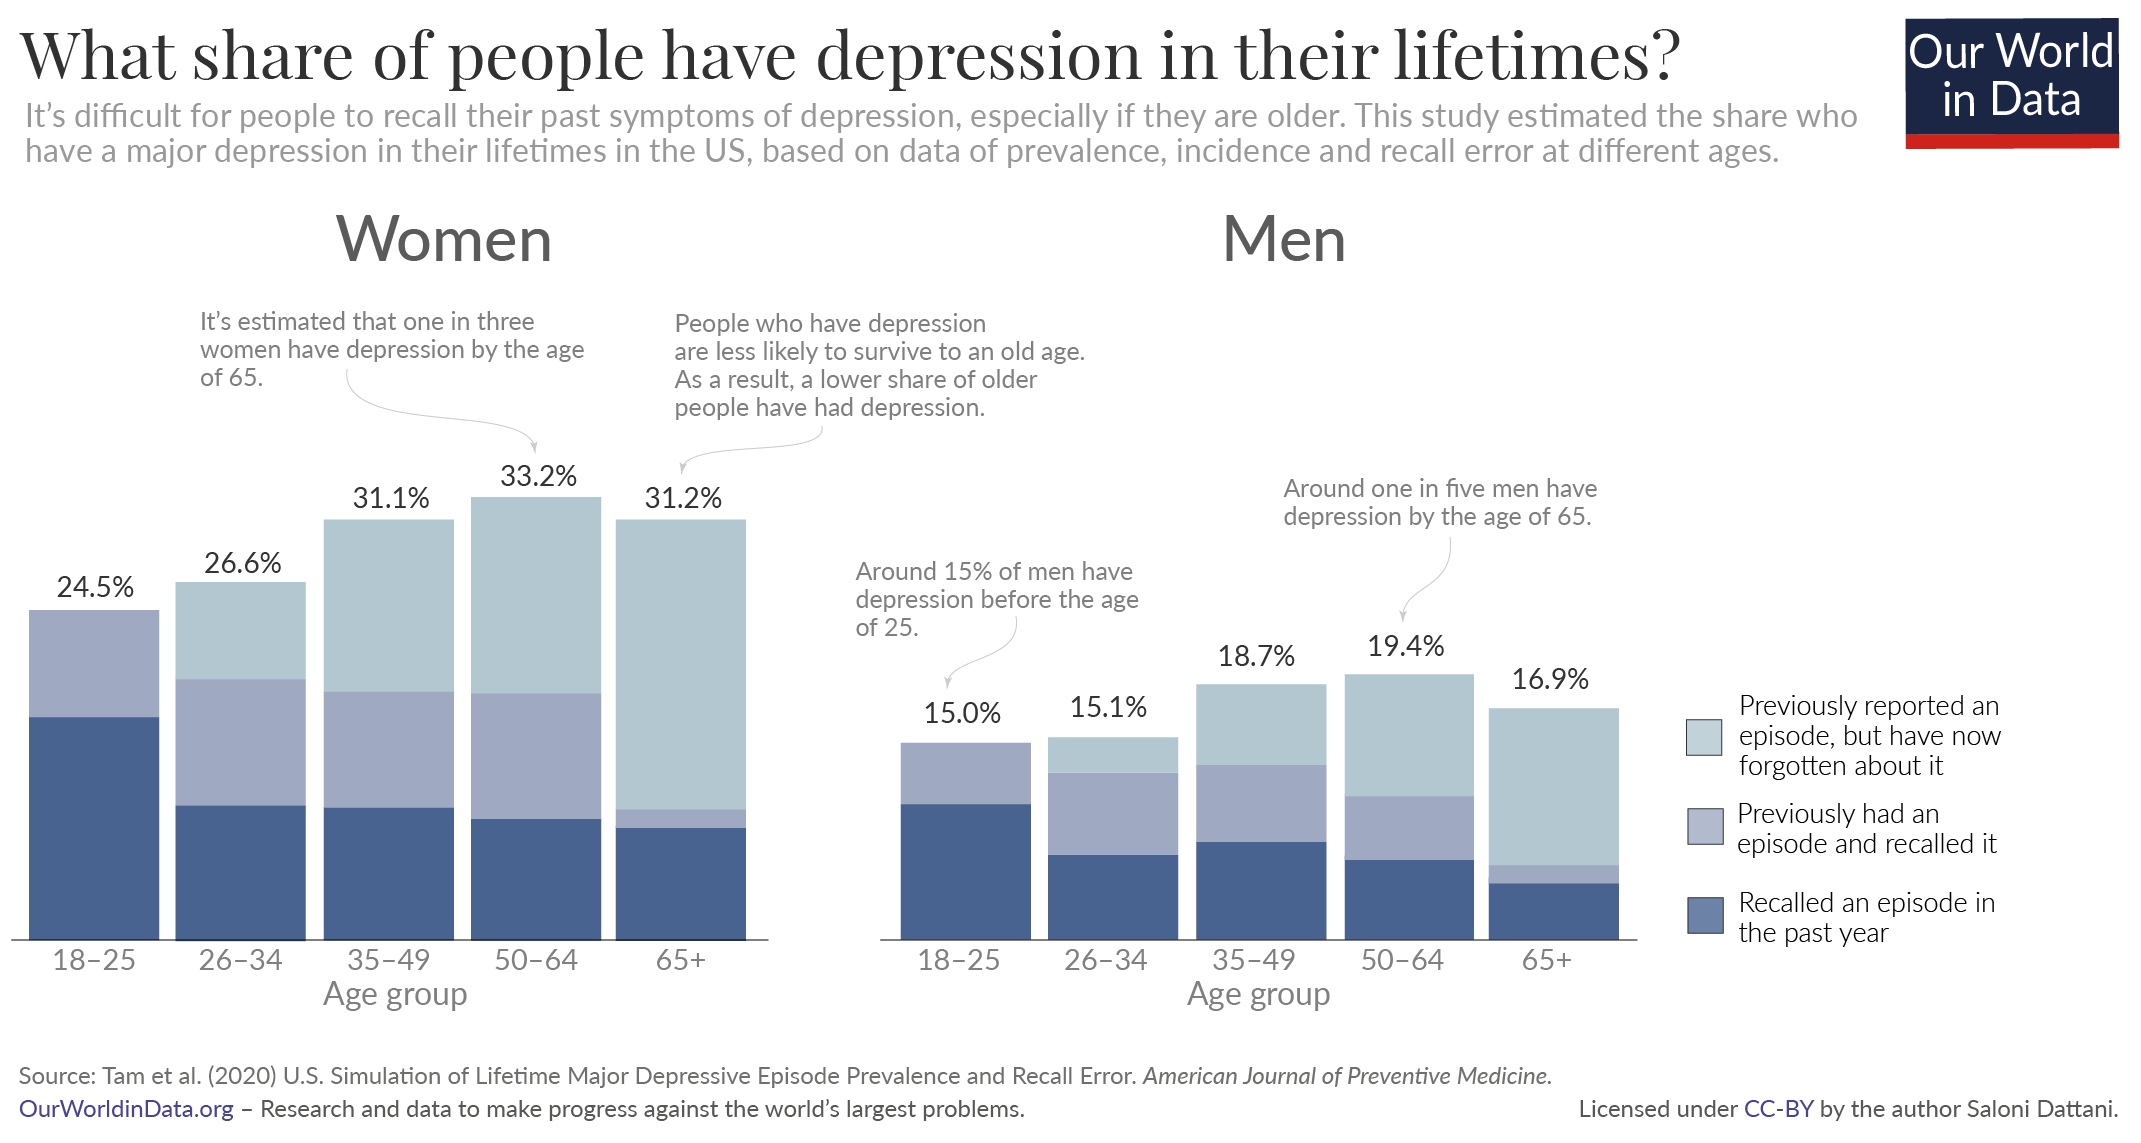 What share of people have depression in their lifetimes?
Our World
in Data
It's difficult for people to recall their past symptoms of depression, especially if they are older. This study estimated the share who
have a major depression in their lifetimes in the US, based on data of prevalence, incidence and recall error at different ages.
Women
It's estimated that one in three
women have depression by the age
of 65.
People who have depression
are less likely to survive to an old age.
As a result, a lower share of older
people have had depression.
24.5%
26.6%
31.1%
33.2%
31.2%
18–25
26–34
35–49
50–64
65+
Age group
Men
Around 15% of men have
depression before the age
of 25.
Around one in five men have
depression by the age of 65.
15.0%
15.1%
18.7%
19.4%
16.9%
18–25
26–34
35–49
50–64
65+
Age group
Previously reported an
episode, but have now
forgotten about it
Previously had an
episode and recalled it
Recalled an episode in
the past year
Source: Tam et al. (2020) U.S. Simulation of Lifetime Major Depressive Episode Prevalence and Recall Error. American Journal of Preventive Medicine.
OurWorldinData.org – Research and data to make progress against the world's largest problems.
Licensed under CC-BY by the author Saloni Dattani.